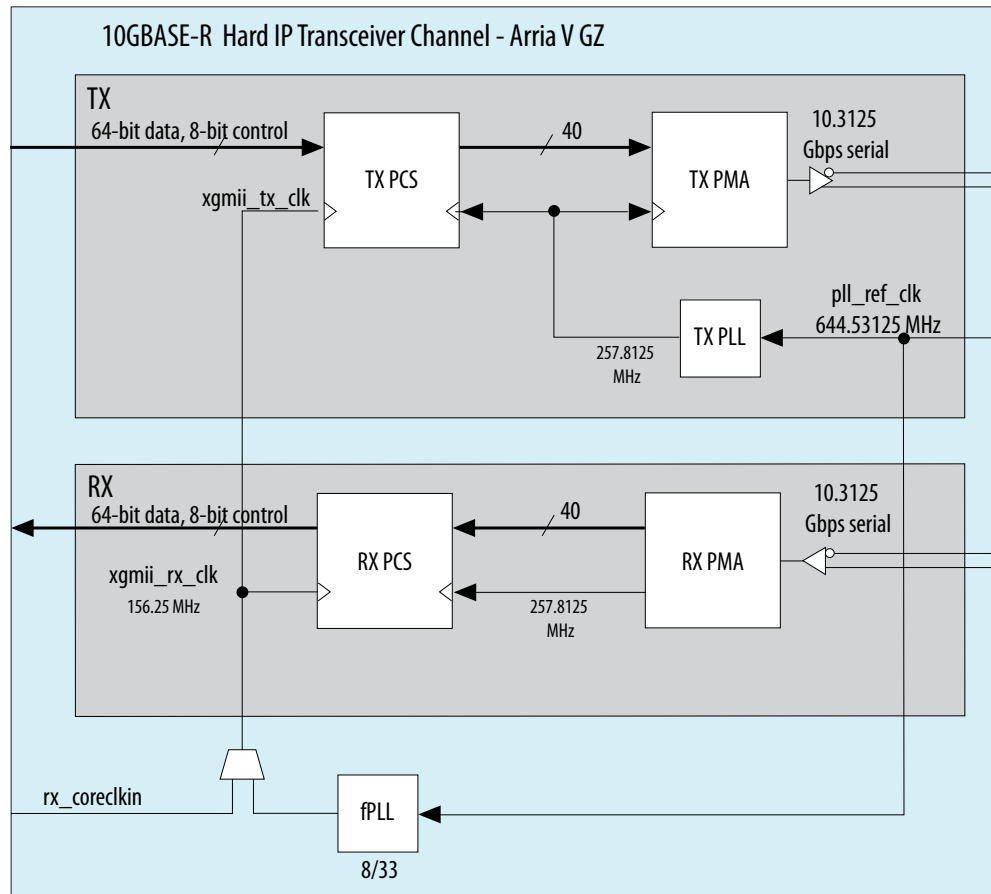 10GBASE-R Hard IP Transceiver Channel - Arria V GZ
TX
64-bit data, 8-bit control
40
10.3125
Gbps serial
TX PCS
TX PMA
xgmii_tx_clk
pll_ref_clk
644.53125 MHz
TX PLL
257.8125
MHz
RX
64-bit data, 8-bit control
40
10.3125
Gbps serial
RX PCS
RX PMA
xgmii_rx_clk
156.25 MHz
257.8125
MHz
rx_coreclkin
fPLL
8/33